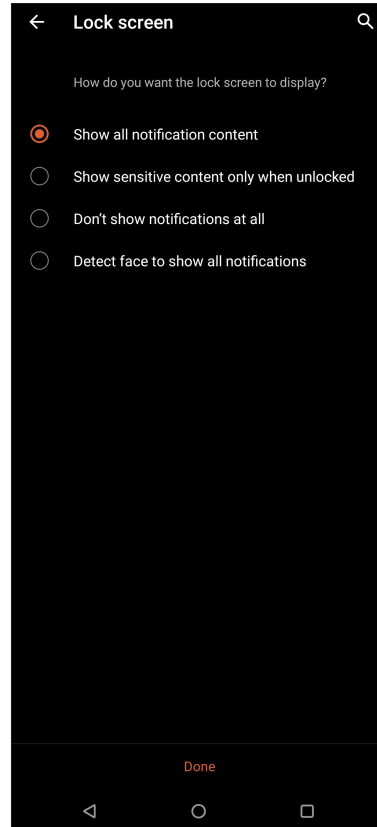 Lock screen
How do you want the lock screen to display?
Show all notification content
Show sensitive content only when unlocked
Don't show notifications at all
Detect face to show all notifications
Done